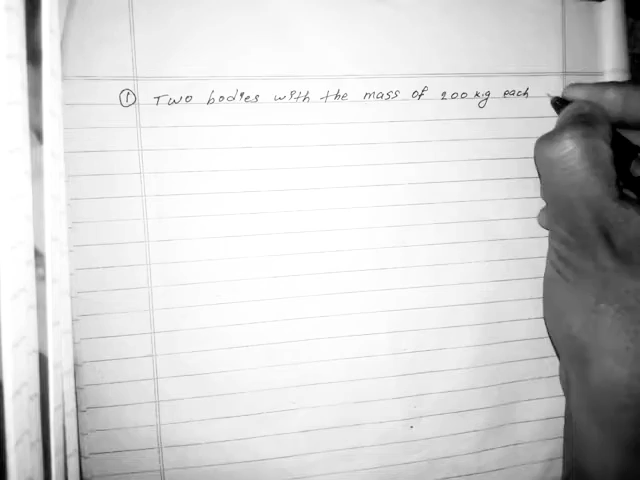 ① Two bodies with the mass of 200 kg each